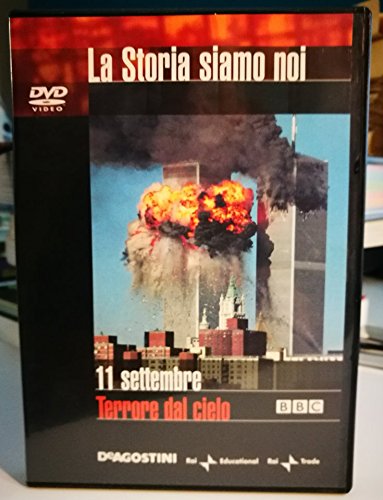 La Storia siamo noi
DVD
VIDEO
11 settembre
Terrore dal cielo
BBC
DeAGOSTINI
Rai Educational
Rai Trade